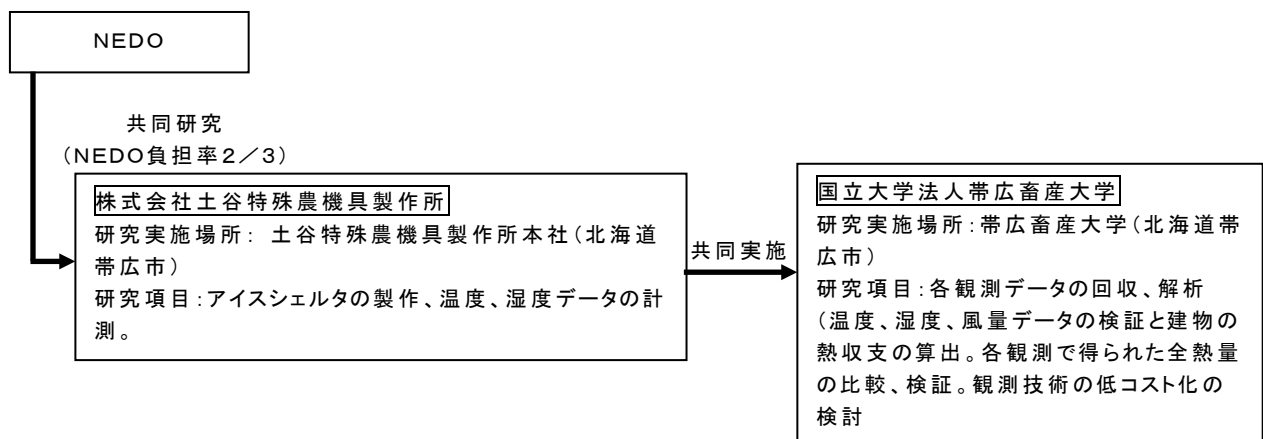 NEDO
共同研究
(NEDO負担率2/3)
株式会社土谷特殊農機具製作所
研究実施場所: 土谷特殊農機具製作所本社(北海道
帯広市)
研究項目:アイスシェルタの製作、温度、湿度データの計
測。
共同実施
国立大学法人帯広畜産大学
研究実施場所:帯広畜産大学(北海道帯
広市)
研究項目:各観測データの回収、解析
(温度、湿度、風量データの検証と建物の
熱収支の算出。各観測で得られた全熱量
の比較、検証。観測技術の低コスト化の
検討